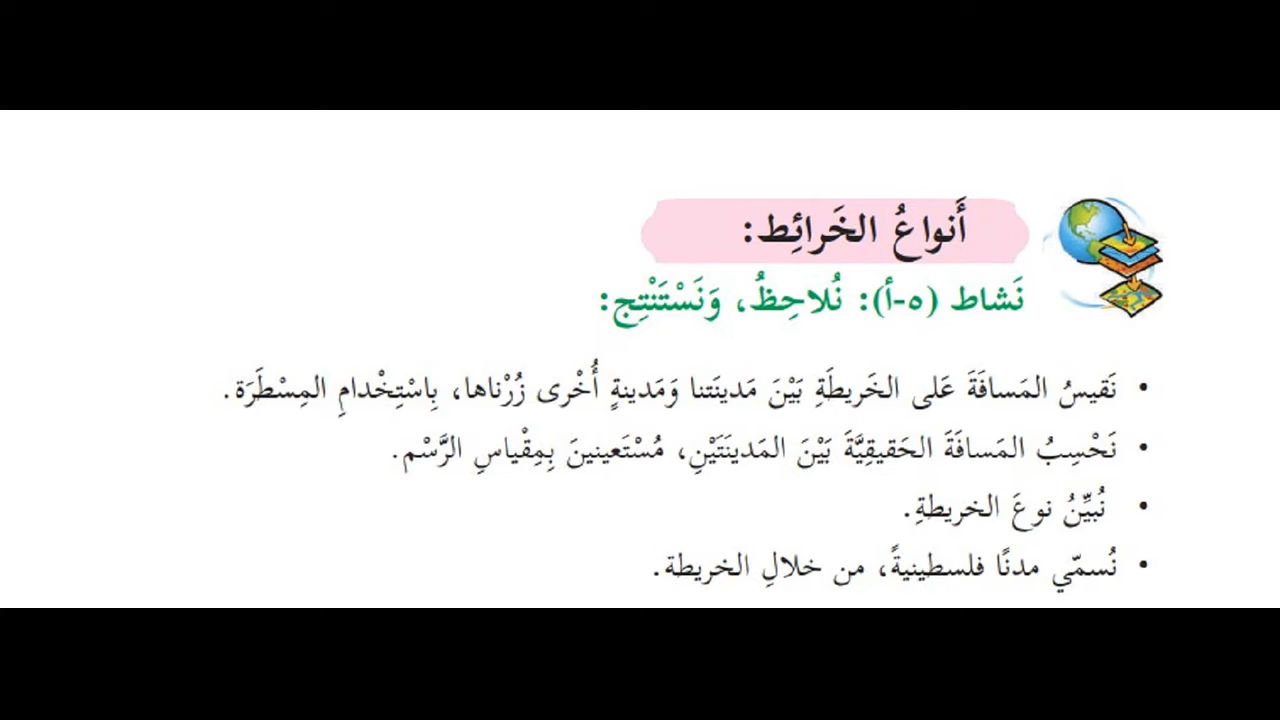 أَنواعُ الخَرائِط:
نَشاط (٥-أ): نُلاحِظُ، وَنَسْتَنْتِج:
• نَقيسُ المَسافَةَ عَلى الخَريطَةِ بَيْنَ مَدينَتنا وَمَدينةٍ أُخْرى زُرْناها، بِاسْتِخْدامِ المِسْطَرَة.
• نَحْسِبُ المَسافَةَ الحَقيقِيَّةَ بَيْنَ المَدينَتَيْنِ، مُسْتَعينينَ بِمِقْياسِ الرَّسْم.
• نُبيِّنُ نوعَ الخريطةِ.
• نُسمّي مدنًا فلسطينيةً، من خلالِ الخريطة.